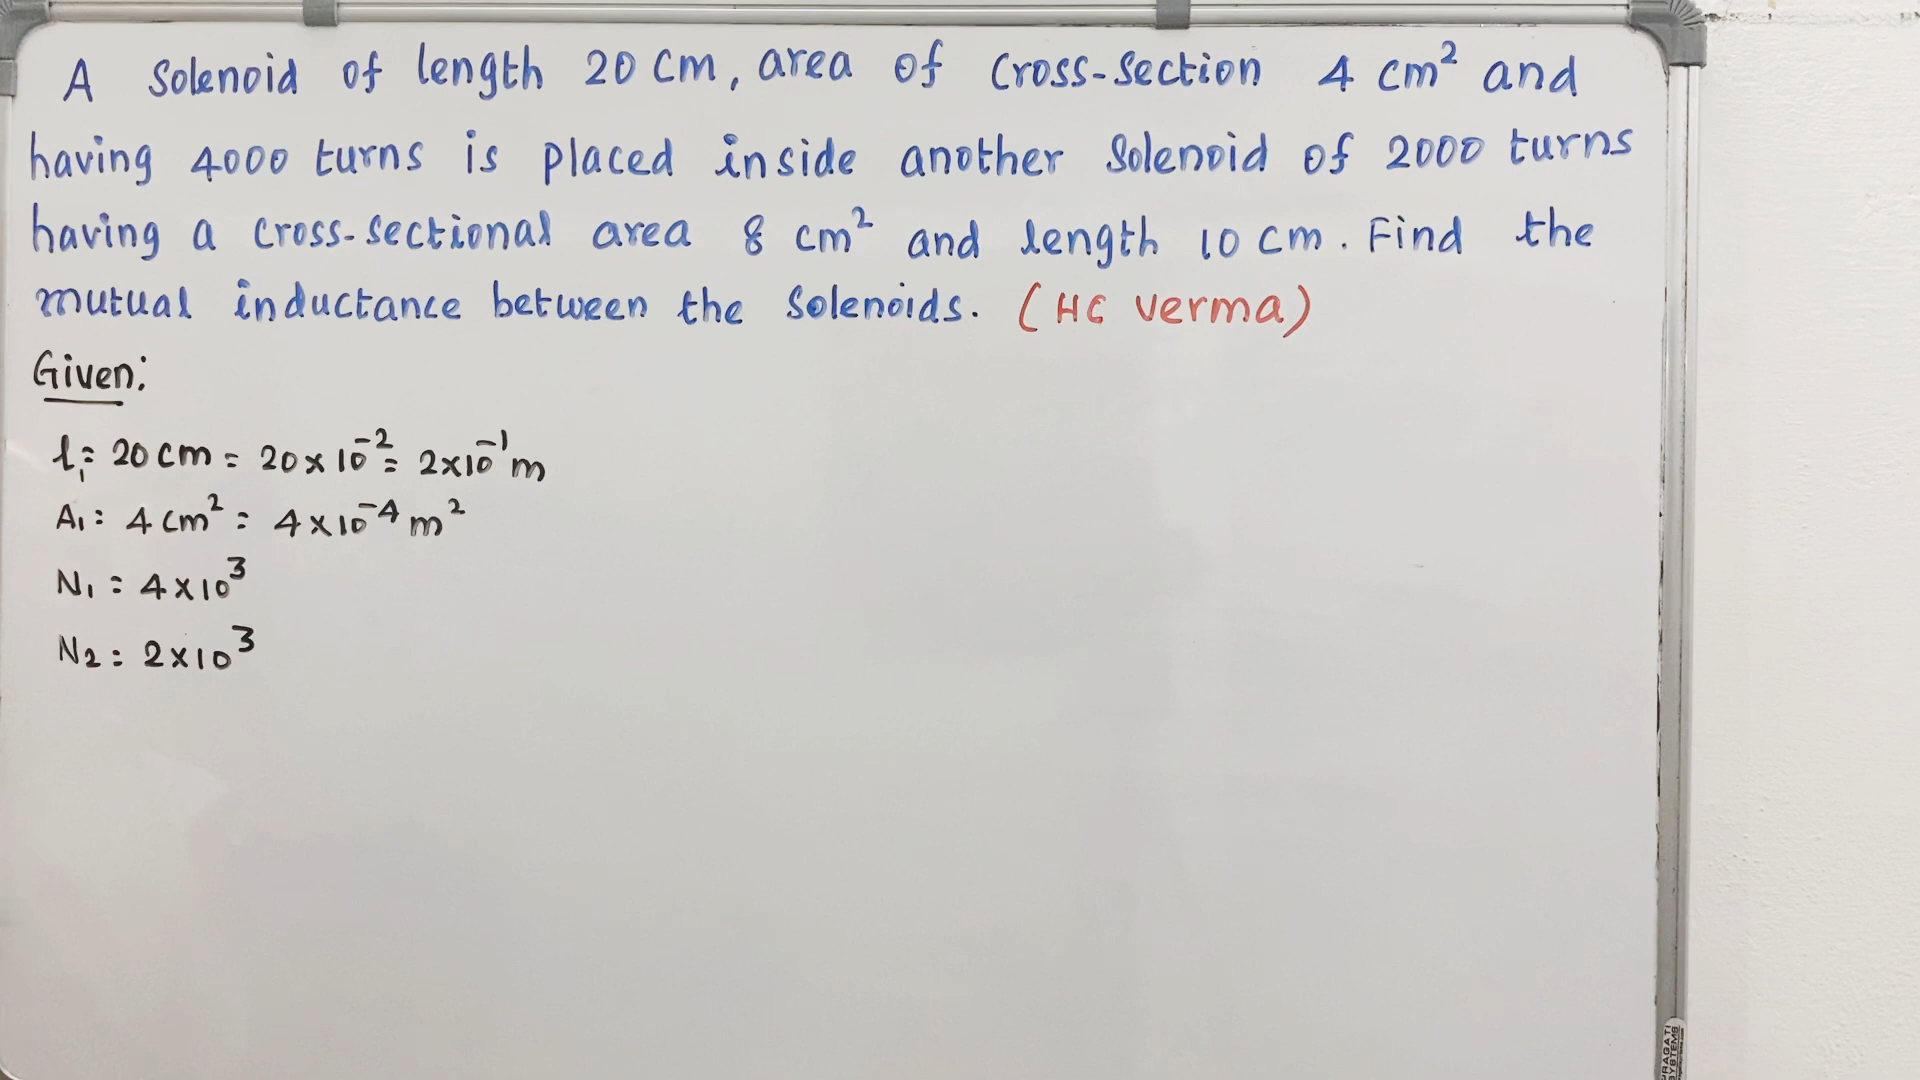 A Solenoid of length 20 cm, area of Cross-section 4 cm² and
having 4000 turns is placed inside another Solenoid of 2000 turns
having a cross-sectional area 8 cm² and length 10 cm. Find the
mutual inductance between the Solenoids. (HC Verma)
Given:
l₁ = 20 cm = 20 × 10⁻² = 2×10⁻¹ m
A₁ = 4 cm² = 4 × 10⁻⁴ m²
N₁ = 4 × 10³
N₂ = 2 × 10³
PRAGATI
SYSTEMS